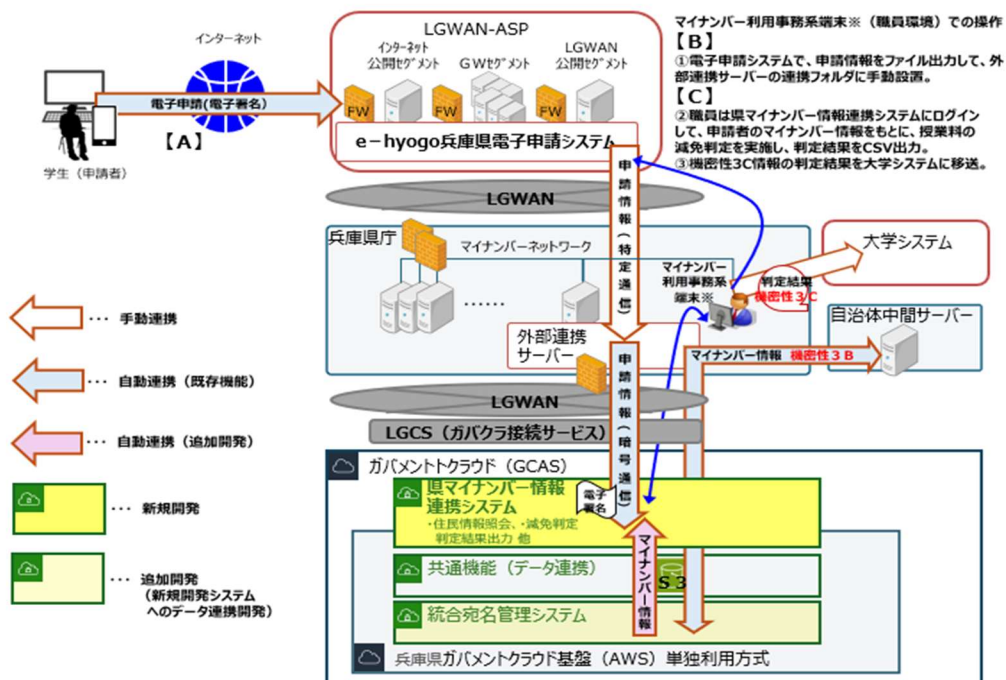 インターネット
電子申請(電子署名)
【A】
学生（申請者）
LGWAN-ASP
インターネット
公開セグメント
GWセグメント
LGWAN
公開セグメント
FW
FW
FW
e－hyogo兵庫県電子申請システム
マイナンバー利用事務系端末※（職員環境）での操作
【B】
①電子申請システムで、申請情報をファイル出力して、外
部連携サーバーの連携フォルダに手動設置。
【C】
②職員は県マイナンバー情報連携システムにログイン
して、申請者のマイナンバー情報をもとに、授業料の
減免判定を実施し、判定結果をCSV出力。
③機密性3C情報の判定結果を大学システムに移送。
LGWAN
申請情報(特定通信)
兵庫県庁
マイナンバーネットワーク
マイナンバー
利用事務系
端末※
判定結果
機密性3/C
大学システム
外部連携
サーバー
マイナンバー情報 機密性３B
自治体中間サーバー
LGWAN
LGCS（ガバクラ接続サービス）
申請情報(暗号通信)
ガバメントトクラウド（GCAS）
県マイナンバー情報
連携システム
・住民情報照会、・減免判定
判定結果出力 他
電子
署名
マイナンバー情報
共通機能（データ連携）
S３
統合宛名管理システム
兵庫県ガバメントクラウド基盤（AWS）単独利用方式
… 手動連携
… 自動連携（既存機能）
… 自動連携（追加開発）
… 新規開発
… 追加開発
（新規開発システム
へのデータ連携開発）